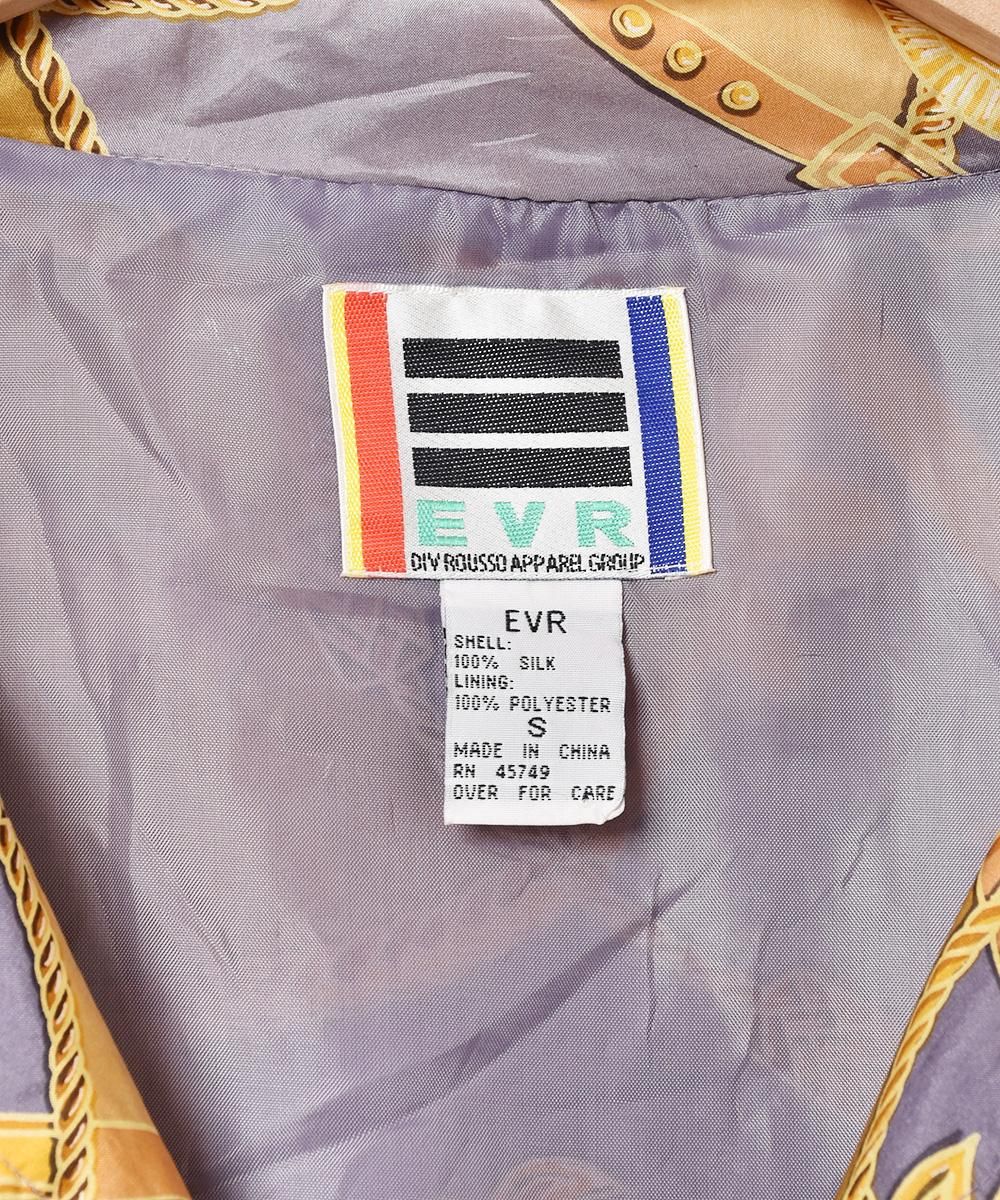 EVR
DIV ROUSSO APPAREL GROUP
EVR
SHELL:
100% SILK
LINING:
100% POLYESTER
S
MADE IN CHINA
RN 45749
OVER FOR CARE